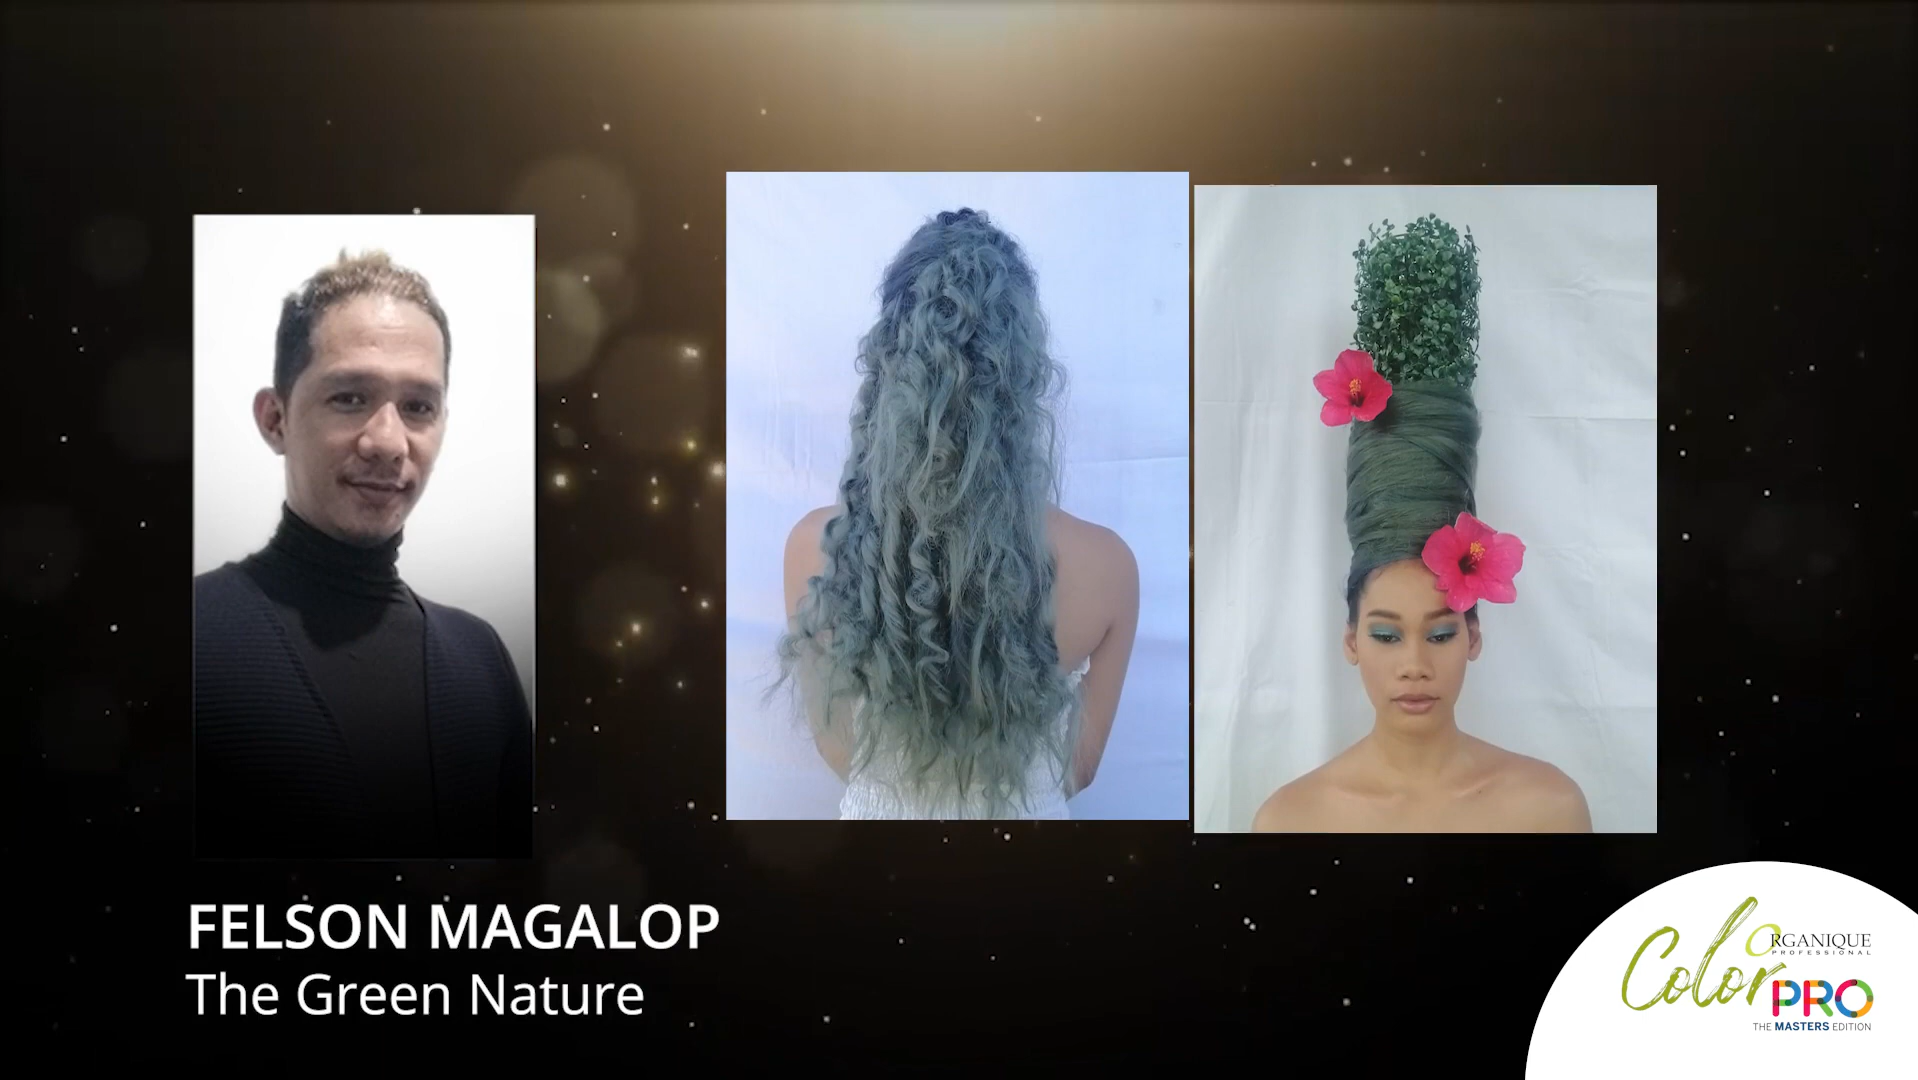 FELSON MAGALOP
The Green Nature
Color
ORGANIQUE
PROFESSIONAL
PRO
THE MASTERS EDITION